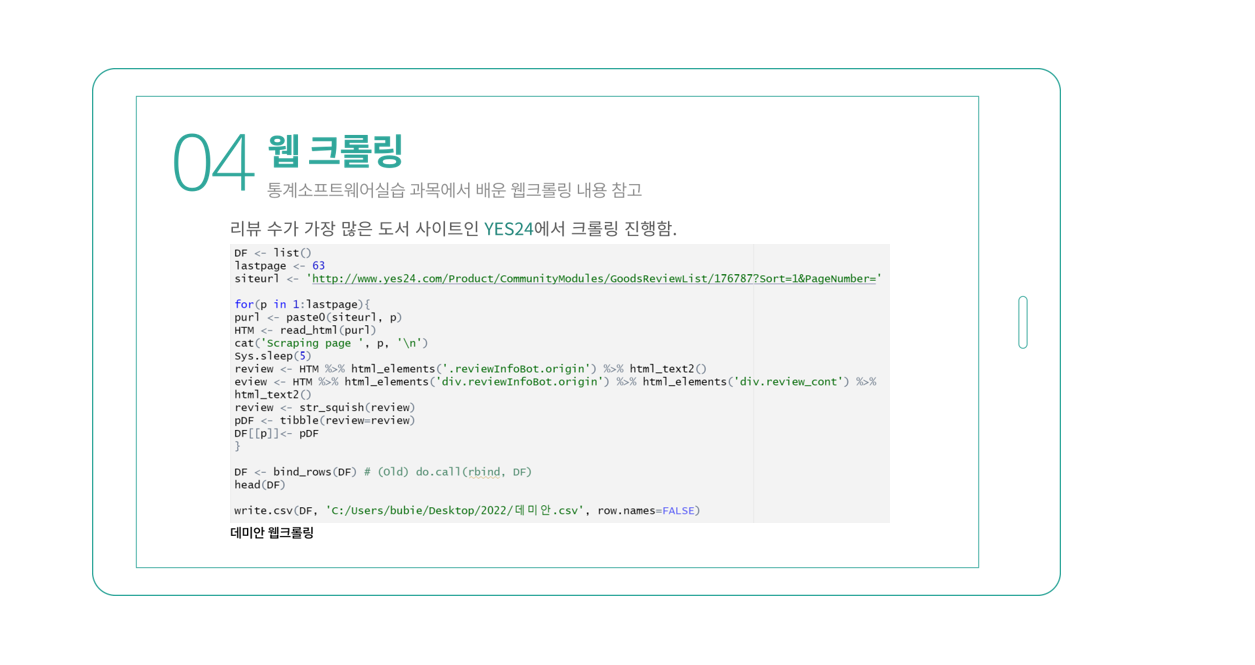 04 웹 크롤링
통계소프트웨어실습 과목에서 배운 웹크롤링 내용 참고
리뷰 수가 가장 많은 도서 사이트인 YES24에서 크롤링 진행함.
DF <- list()
lastpage <- 63
siteurl <- 'http://www.yes24.com/Product/CommunityModules/GoodsReviewList/176787?Sort=1&PageNumber='
for(p in 1:lastpage){
purl <- paste0(siteurl, p)
HTM <- read_html(purl)
cat('Scraping page ', p, '\n')
Sys.sleep(5)
review <- HTM %>% html_elements('.reviewInfoBot.origin') %>% html_text2()
eview <- HTM %>% html_elements('div.reviewInfoBot.origin') %>% html_elements('div.review_cont') %>%
html_text2()
review <- str_squish(review)
pDF <- tibble(review=review)
DF[[p]]<- pDF
}
DF <- bind_rows(DF) # (Old) do.call(rbind, DF)
head(DF)
write.csv(DF, 'C:/Users/bubie/Desktop/2022/데미안.csv', row.names=FALSE)
데미안 웹크롤링